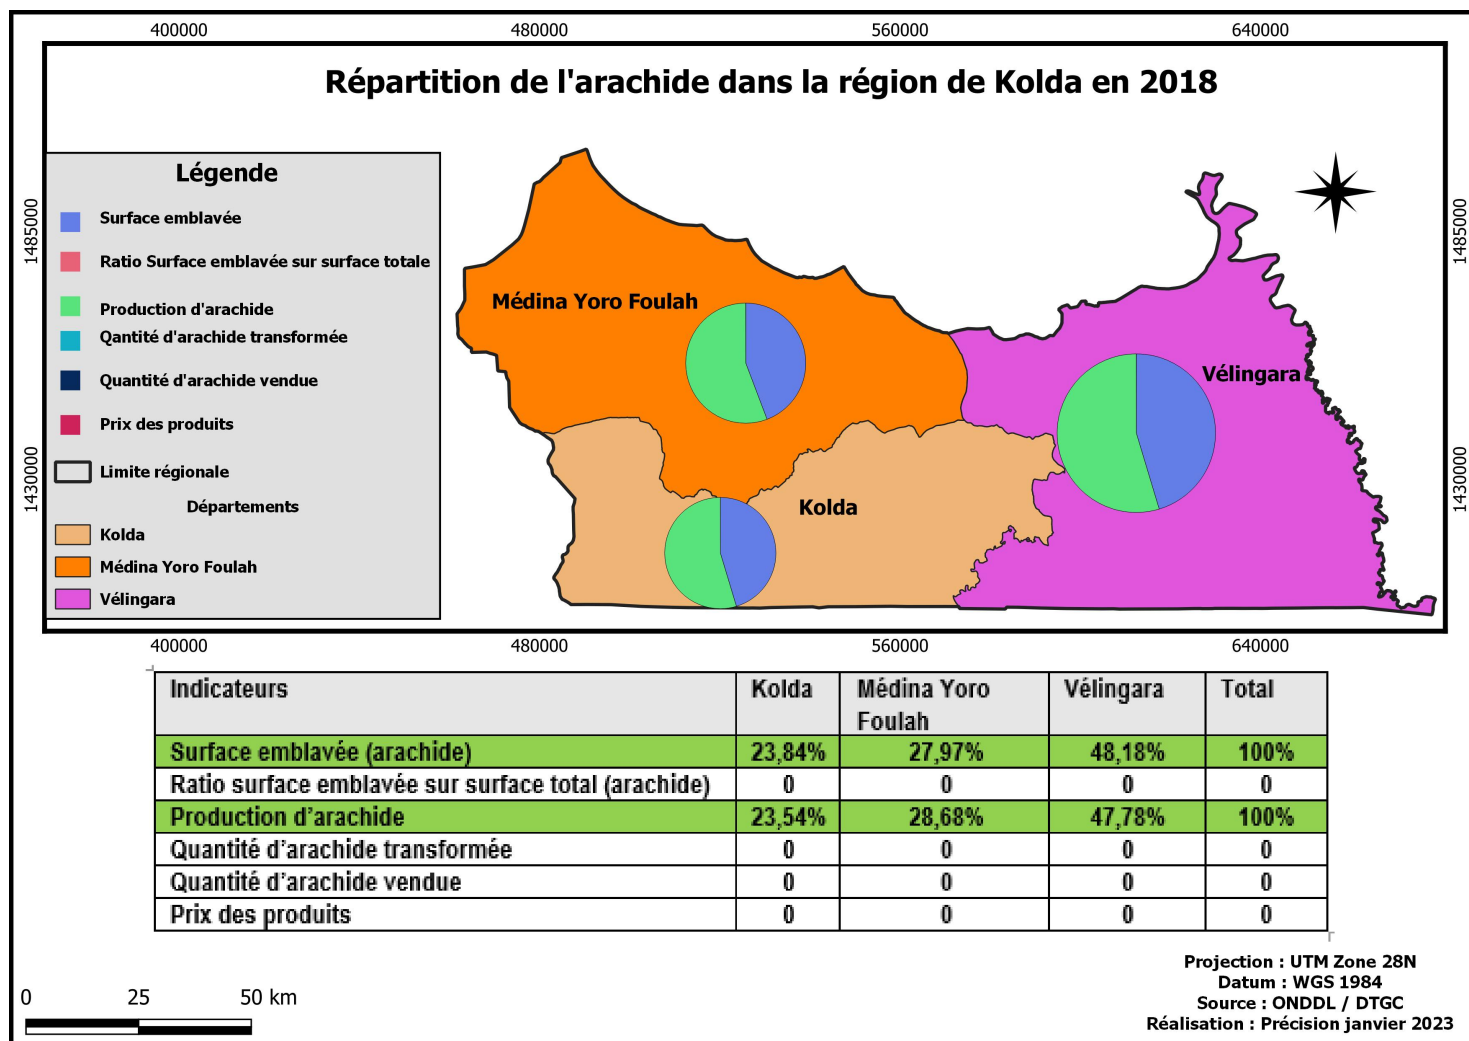 400000 480000 560000 640000
Répartition de l'arachide dans la région de Kolda en 2018
Légende
Surface emblavée
Ratio Surface emblavée sur surface totale
Production d'arachide
Qantité d'arachide transformée
Quantité d'arachide vendue
Prix des produits
Limite régionale
Départements
Kolda
Médina Yoro Foulah
Vélingara
1485000
1430000
Médina Yoro Foulah
Vélingara
Kolda
1485000
1430000
400000 480000 560000 640000
Indicateurs Kolda Médina Yoro Foulah Vélingara Total
Surface emblavée (arachide) 23,84% 27,97% 48,18% 100%
Ratio surface emblavée sur surface total (arachide) 0 0 0 0
Production d'arachide 23,54% 28,68% 47,78% 100%
Quantité d'arachide transformée 0 0 0 0
Quantité d'arachide vendue 0 0 0 0
Prix des produits 0 0 0 0
0 25 50 km
Projection : UTM Zone 28N
Datum : WGS 1984
Source : ONDDL / DTGC
Réalisation : Précision janvier 2023